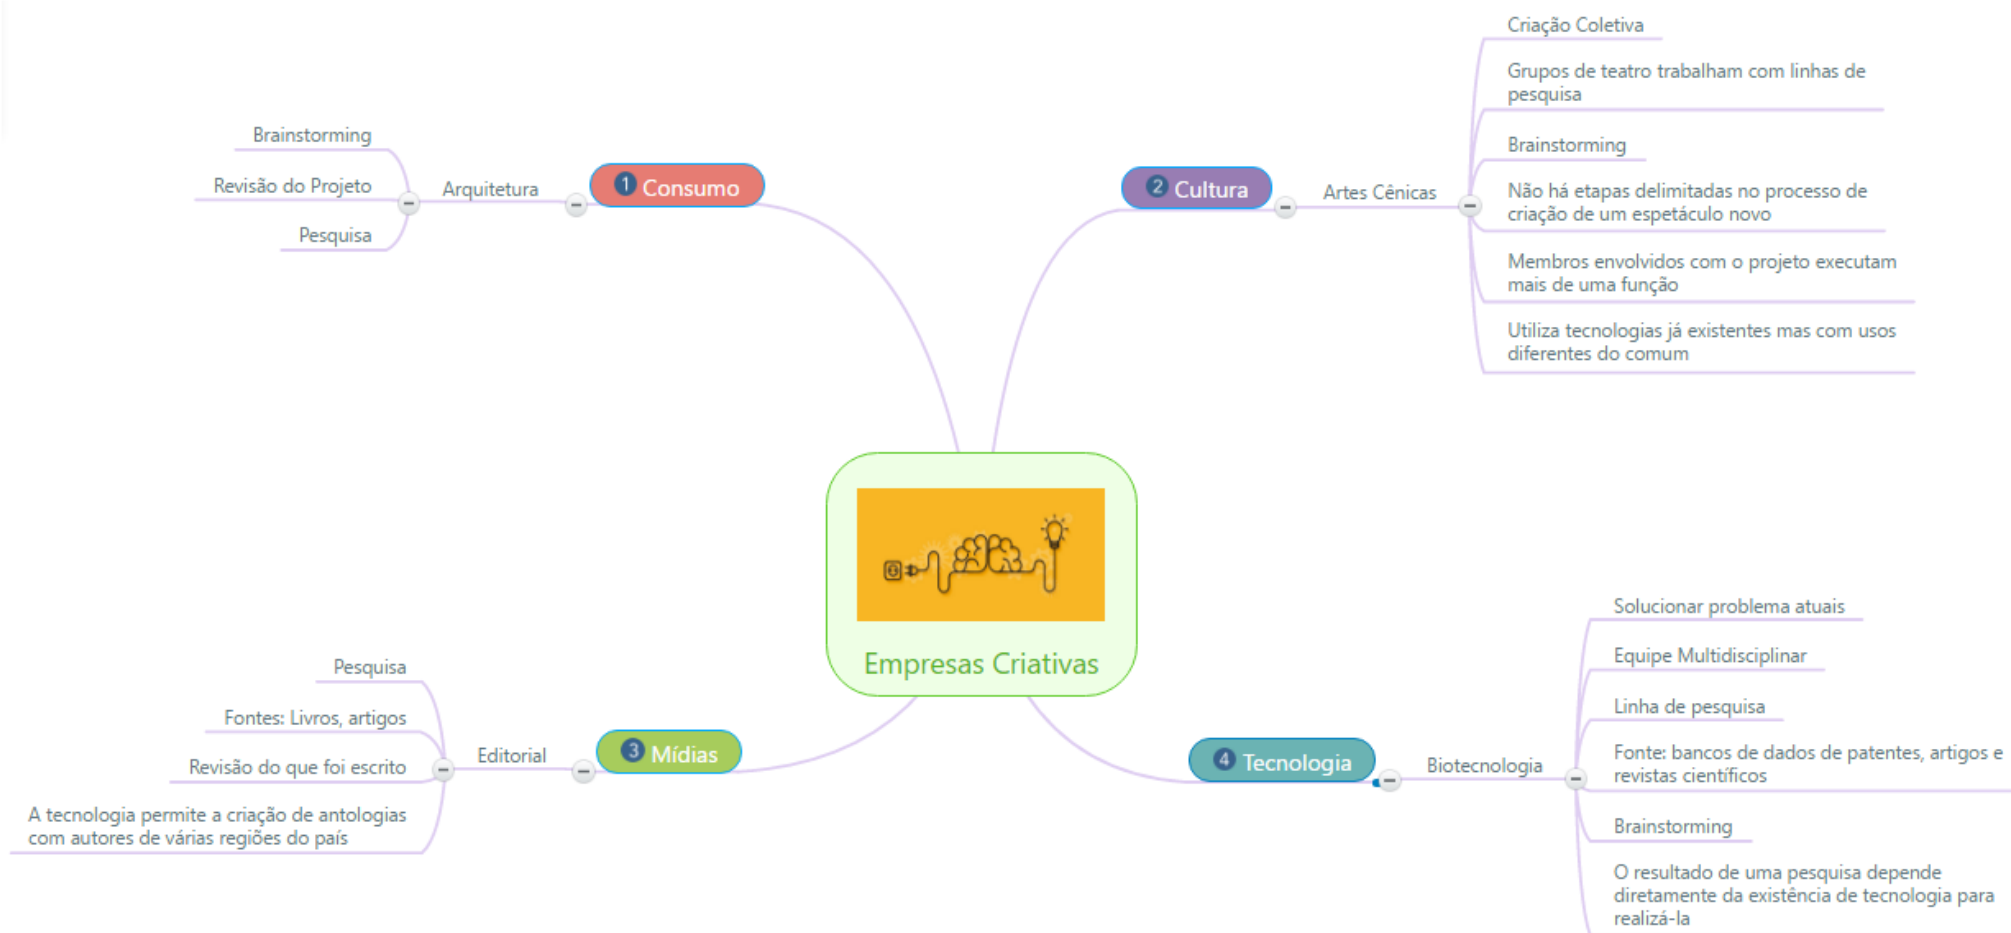 1 Consumo
Arquitetura
Brainstorming
Revisão do Projeto
Pesquisa
2 Cultura
Artes Cênicas
Criação Coletiva
Grupos de teatro trabalham com linhas de
pesquisa
Brainstorming
Não há etapas delimitadas no processo de
criação de um espetáculo novo
Membros envolvidos com o projeto executam
mais de uma função
Utiliza tecnologias já existentes mas com usos
diferentes do comum
Empresas Criativas
3 Mídias
Editorial
Pesquisa
Fontes: Livros, artigos
Revisão do que foi escrito
A tecnologia permite a criação de antologias
com autores de várias regiões do país
4 Tecnologia
Biotecnologia
Solucionar problema atuais
Equipe Multidisciplinar
Linha de pesquisa
Fonte: bancos de dados de patentes, artigos e
revistas científicos
Brainstorming
O resultado de uma pesquisa depende
diretamente da existência de tecnologia para
realizá-la